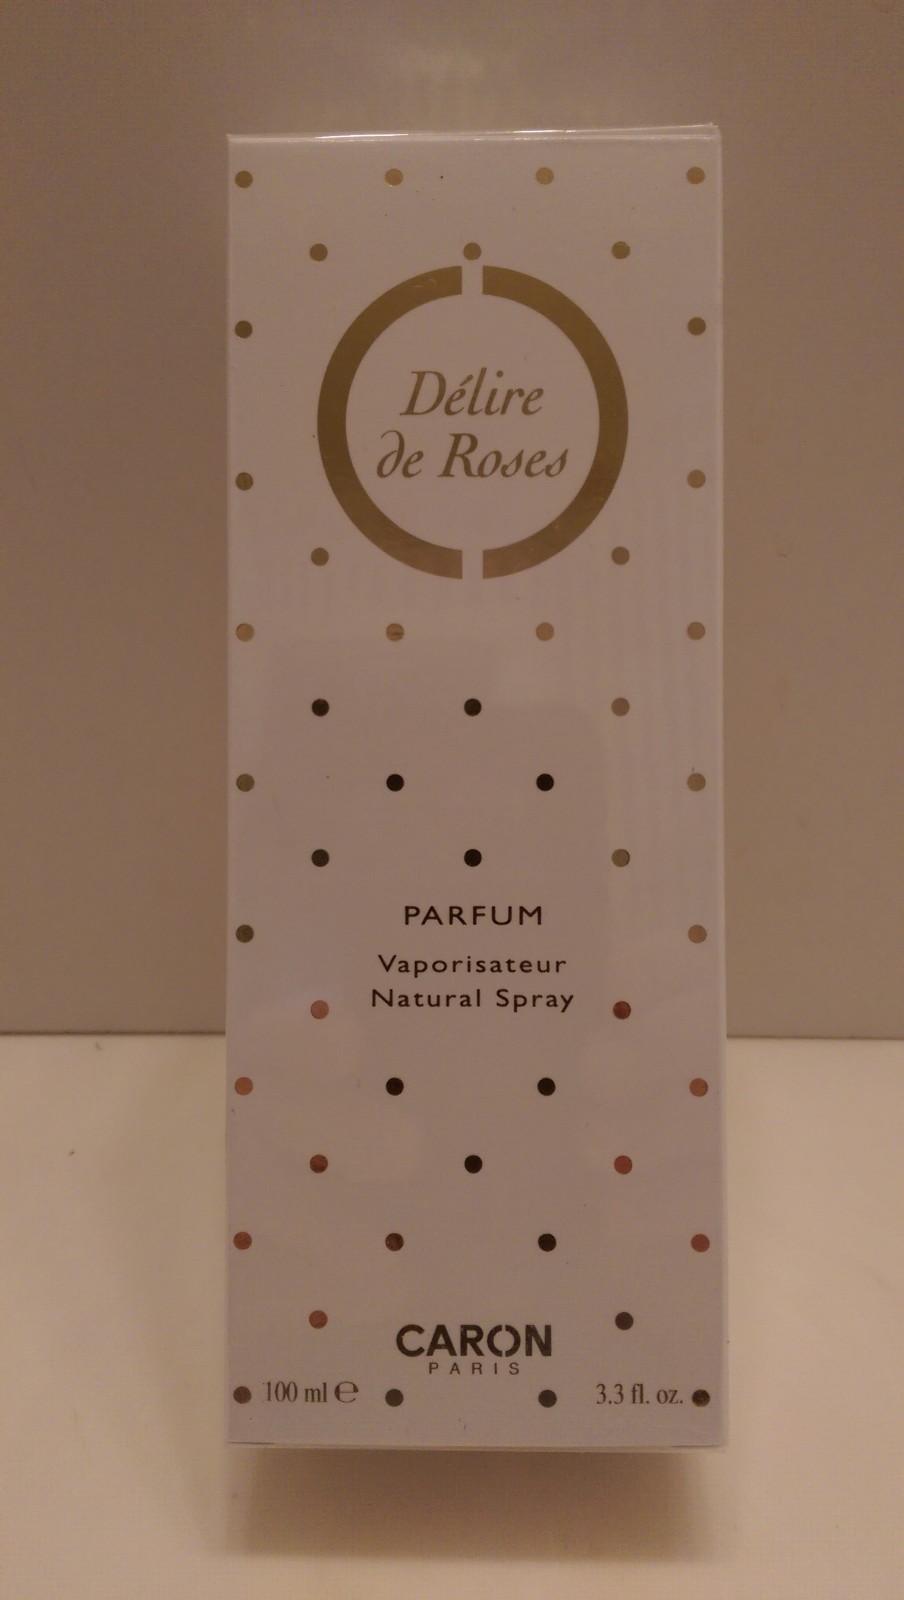 Délire
de Roses
PARFUM
Vaporisateur
Natural Spray
CARON
PARIS
100 ml ℮
3.3 fl. oz.